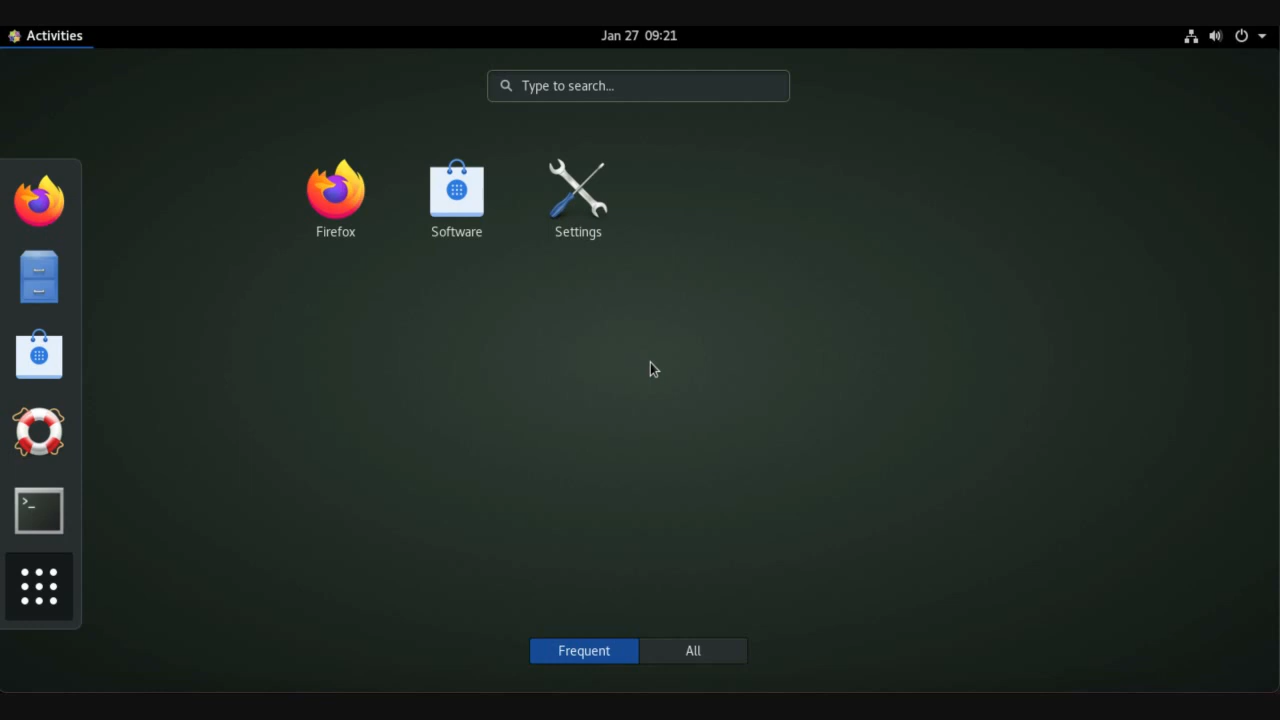 Activities
Jan 27 09:21
Type to search...
Firefox
Software
Settings
>_
Frequent
All